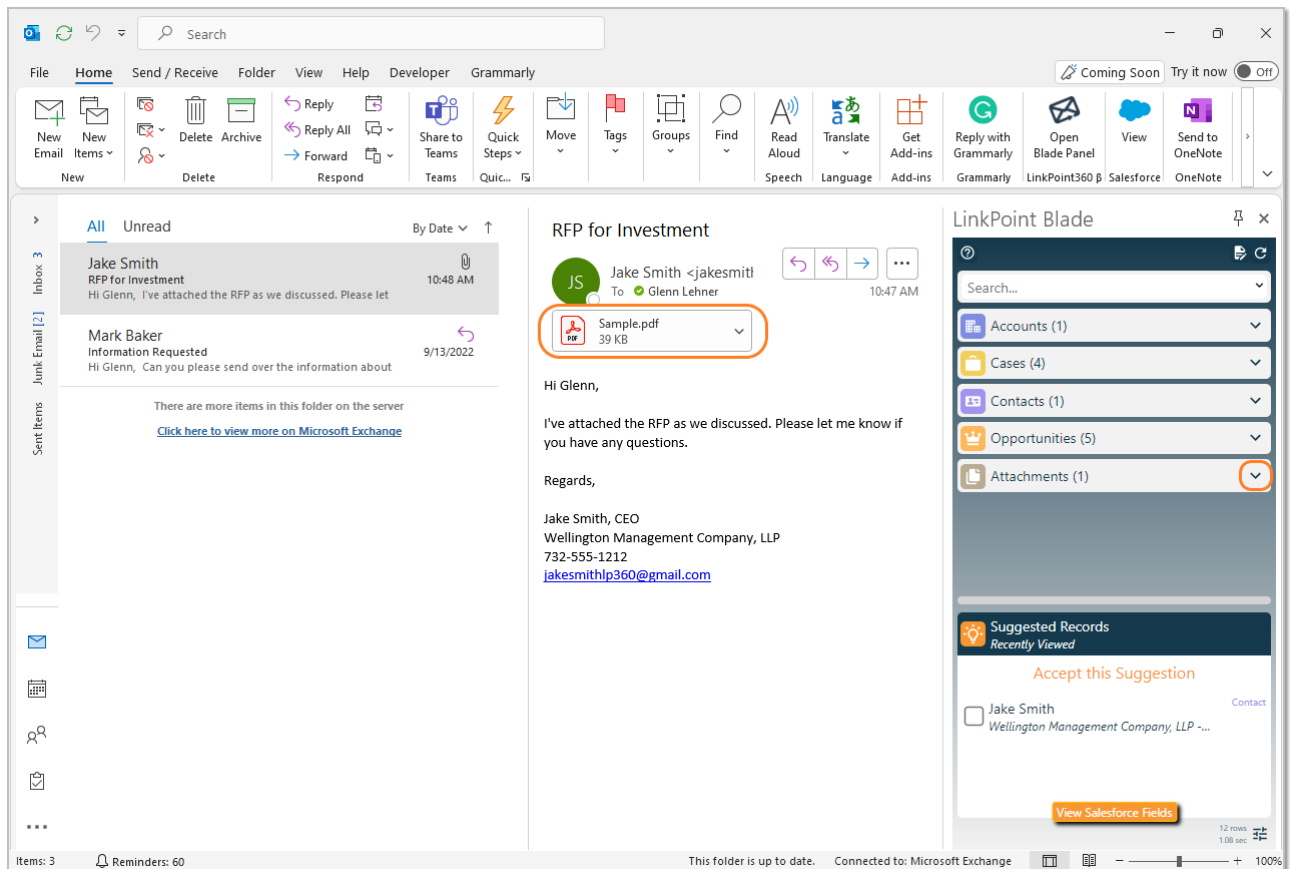 Search
File Home Send / Receive Folder View Help Developer Grammarly
Coming Soon Try it now Off
New Email
New Items
New
Delete
Archive
Delete
Reply
Reply All
Forward
Respond
Share to Teams
Teams
Quick Steps
Quic...
Move
Tags
Groups
Find
Read Aloud
Speech
Translate
Language
Get Add-ins
Add-ins
Reply with Grammarly
Grammarly
Open Blade Panel
LinkPoint360 β
View
Salesforce
Send to OneNote
OneNote
Inbox 3
Junk Email [2]
Sent Items
All Unread By Date
Jake Smith
RFP for Investment 10:48 AM
Hi Glenn, I've attached the RFP as we discussed. Please let
Mark Baker
Information Requested 9/13/2022
Hi Glenn, Can you please send over the information about
There are more items in this folder on the server
Click here to view more on Microsoft Exchange
RFP for Investment
JS
Jake Smith <jakesmitl
To Glenn Lehner
10:47 AM
PDF
Sample.pdf
39 KB
Hi Glenn,
I've attached the RFP as we discussed. Please let me know if
you have any questions.
Regards,
Jake Smith, CEO
Wellington Management Company, LLP
732-555-1212
jakesmithlp360@gmail.com
LinkPoint Blade
Search...
Accounts (1)
Cases (4)
Contacts (1)
Opportunities (5)
Attachments (1)
Suggested Records
Recently Viewed
Accept this Suggestion
Jake Smith Contact
Wellington Management Company, LLP -...
View Salesforce Fields
12 rows
1.08 sec
Items: 3 Reminders: 60 This folder is up to date. Connected to: Microsoft Exchange 100%